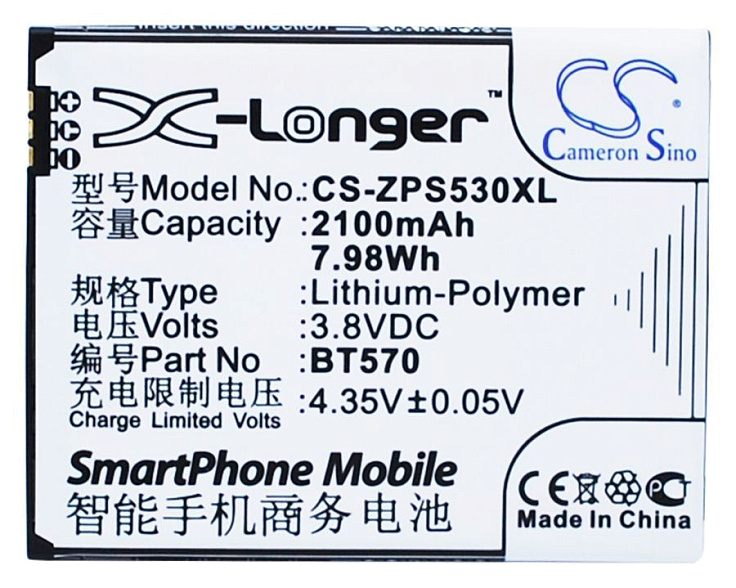 X-Longer™
CS®
Cameron Sino
型号Model No.:CS-ZPS530XL
容量Capacity :2100mAh
7.98Wh
规格Type :Lithium-Polymer
电压Volts :3.8VDC
编号Part No :BT570
充电限制电压 :4.35V±0.05V
Charge Limited Volts
SmartPhone Mobile
智能手机商务电池
CE PCT
Made In China